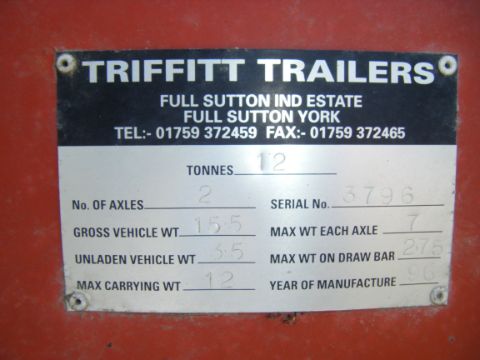 TRIFFITT TRAILERS
FULL SUTTON IND ESTATE
FULL SUTTON YORK
TEL:- 01759 372459 FAX:- 01759 372465
TONNES 12
No. OF AXLES 2 SERIAL No. 3796
GROSS VEHICLE WT 15.5 MAX WT EACH AXLE 7
UNLADEN VEHICLE WT 3.5 MAX WT ON DRAW BAR 2.75
MAX CARRYING WT 12 YEAR OF MANUFACTURE 96